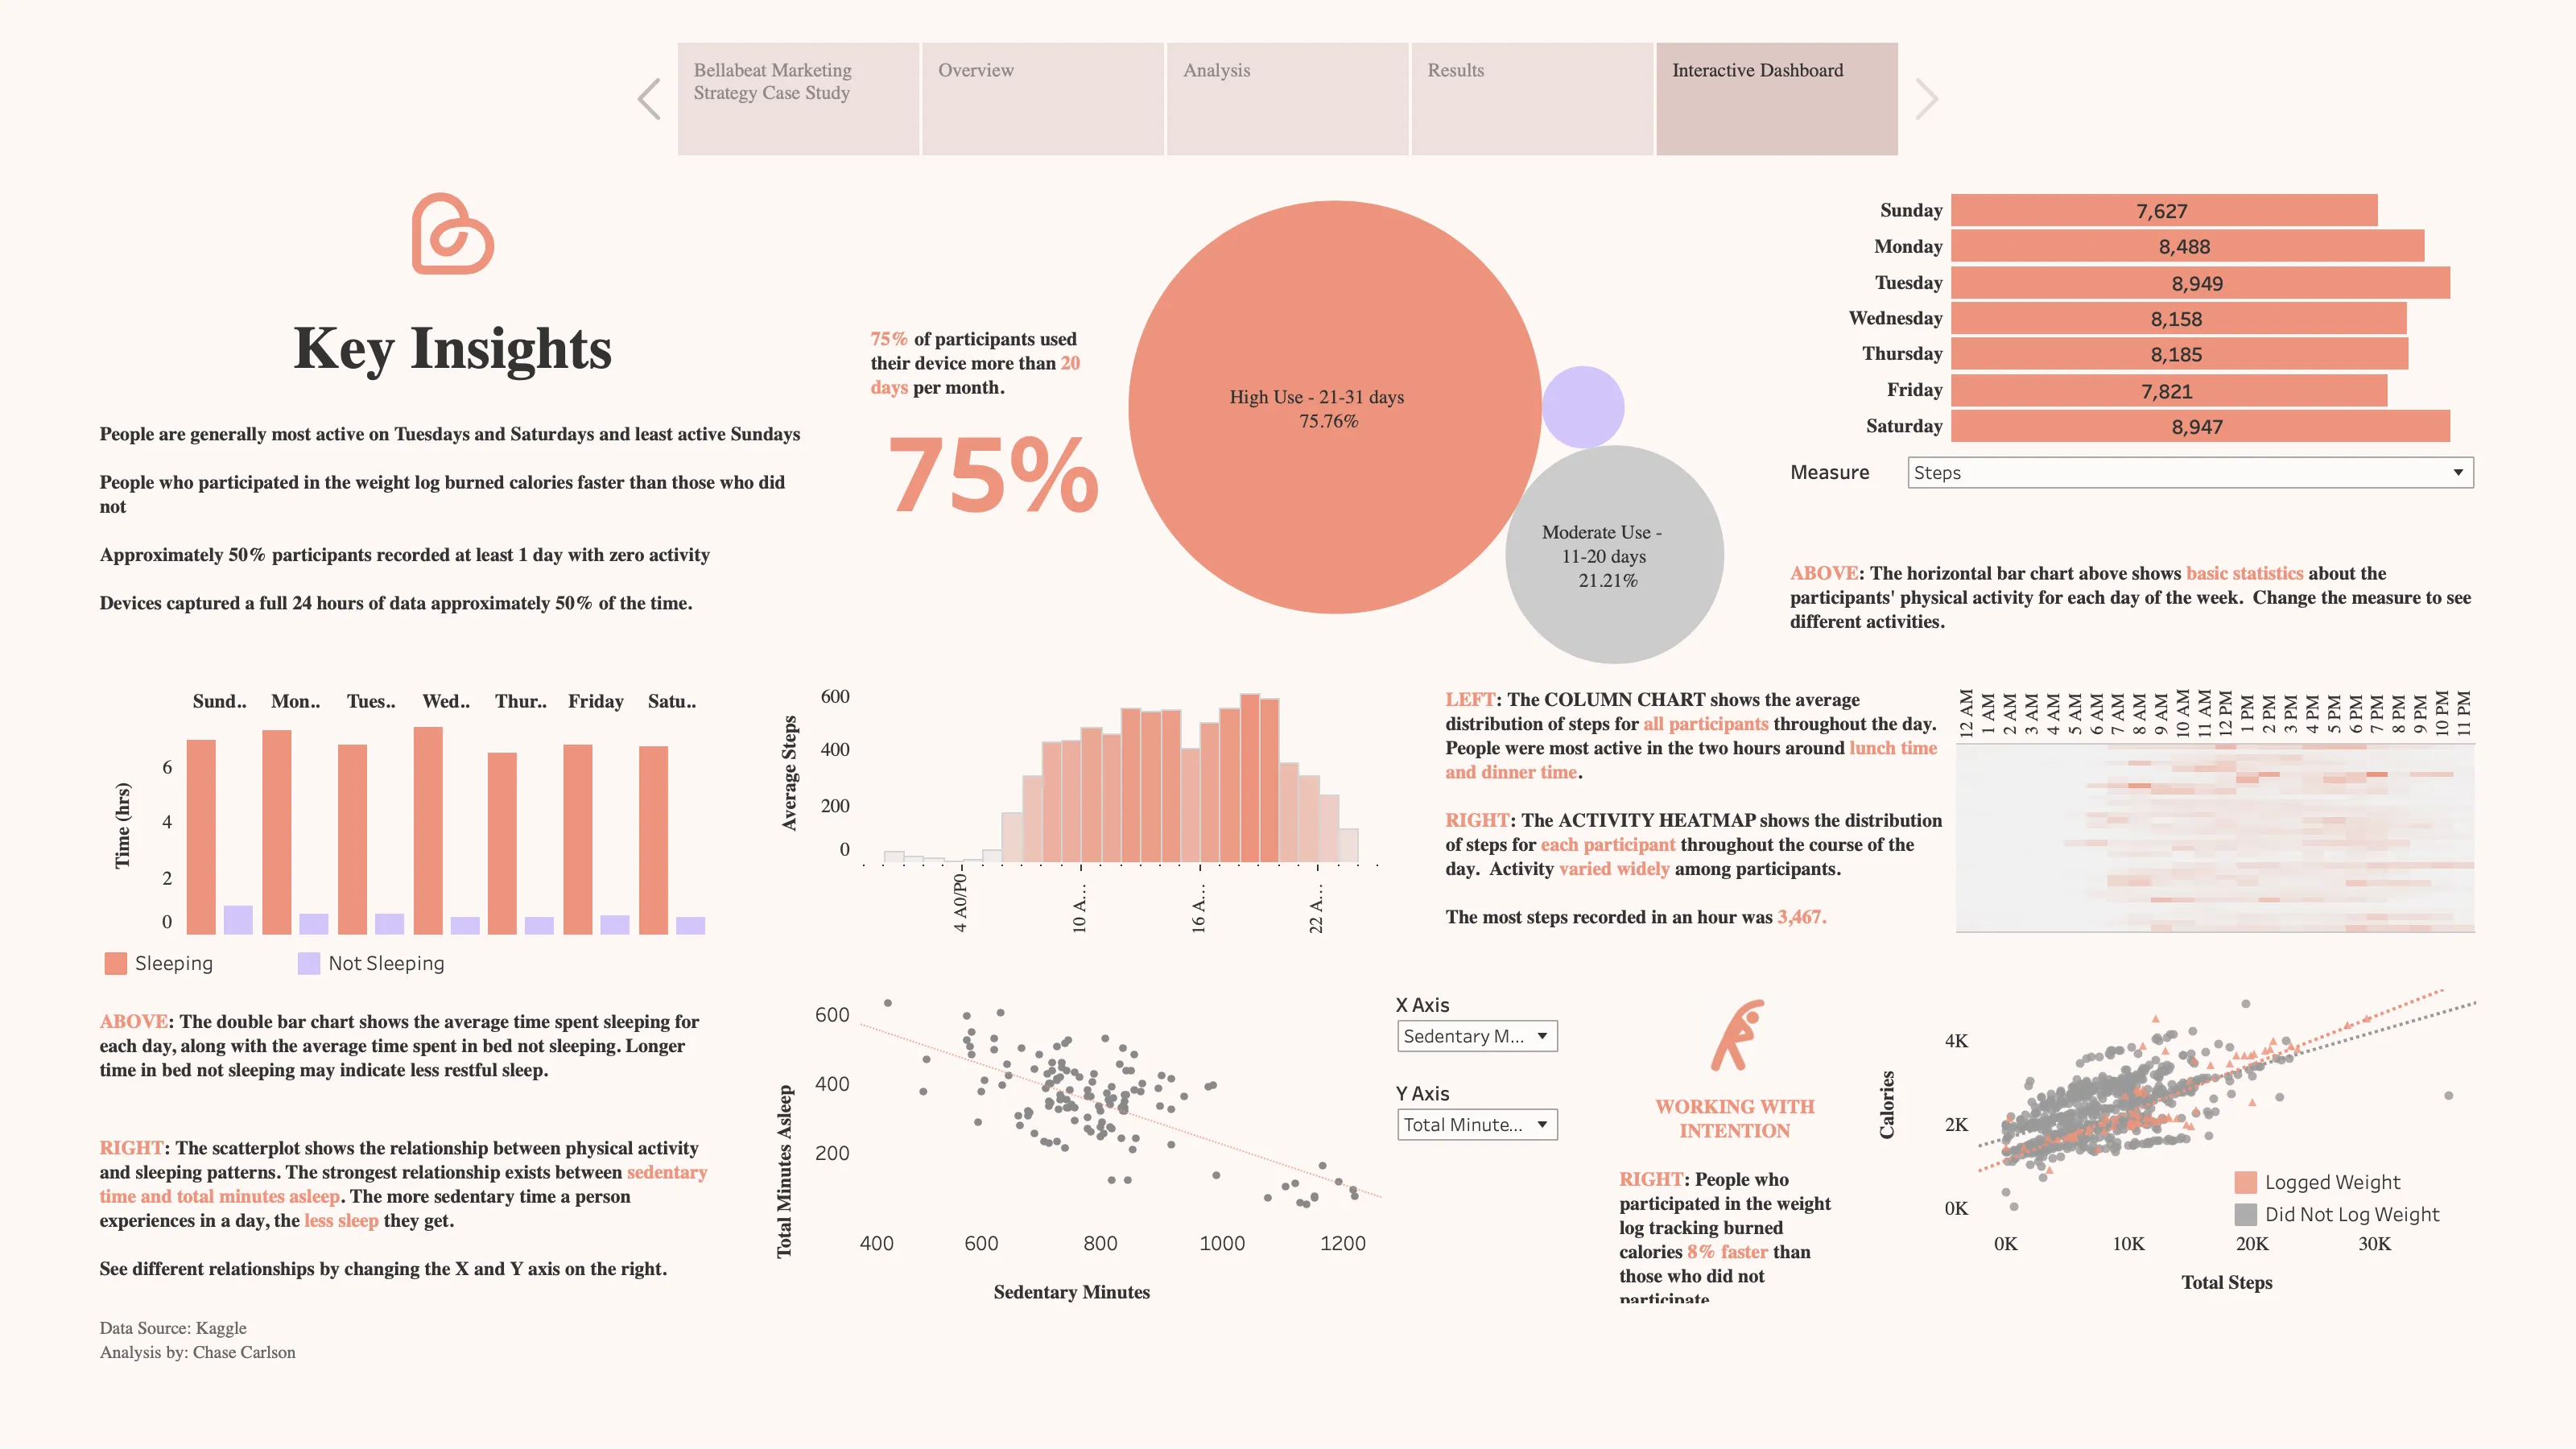 Bellabeat Marketing
Strategy Case Study
Overview
Analysis
Results
Interactive Dashboard
Key Insights
People are generally most active on Tuesdays and Saturdays and least active Sundays
People who participated in the weight log burned calories faster than those who did
not
Approximately 50% participants recorded at least 1 day with zero activity
Devices captured a full 24 hours of data approximately 50% of the time.
75% of participants used
their device more than 20
days per month.
75%
High Use - 21-31 days
75.76%
Moderate Use -
11-20 days
21.21%
Sunday 7,627
Monday 8,488
Tuesday 8,949
Wednesday 8,158
Thursday 8,185
Friday 7,821
Saturday 8,947
Measure Steps
ABOVE: The horizontal bar chart above shows basic statistics about the
participants' physical activity for each day of the week. Change the measure to see
different activities.
Sund.. Mon.. Tues.. Wed.. Thur.. Friday Satu..
Time (hrs)
6
4
2
0
Sleeping Not Sleeping
ABOVE: The double bar chart shows the average time spent sleeping for
each day, along with the average time spent in bed not sleeping. Longer
time in bed not sleeping may indicate less restful sleep.
RIGHT: The scatterplot shows the relationship between physical activity
and sleeping patterns. The strongest relationship exists between sedentary
time and total minutes asleep. The more sedentary time a person
experiences in a day, the less sleep they get.
See different relationships by changing the X and Y axis on the right.
Data Source: Kaggle
Analysis by: Chase Carlson
Average Steps
600
400
200
0
4 A0/P0
10 A...
16 A...
22 A...
LEFT: The COLUMN CHART shows the average
distribution of steps for all participants throughout the day.
People were most active in the two hours around lunch time
and dinner time.
RIGHT: The ACTIVITY HEATMAP shows the distribution
of steps for each participant throughout the course of the
day. Activity varied widely among participants.
The most steps recorded in an hour was 3,467.
12 AM
1 AM
2 AM
3 AM
4 AM
5 AM
6 AM
7 AM
8 AM
9 AM
10 AM
11 AM
12 PM
1 PM
2 PM
3 PM
4 PM
5 PM
6 PM
7 PM
8 PM
9 PM
10 PM
11 PM
Total Minutes Asleep
600
400
200
400 600 800 1000 1200
Sedentary Minutes
X Axis
Sedentary M...
Y Axis
Total Minute...
WORKING WITH
INTENTION
RIGHT: People who
participated in the weight
log tracking burned
calories 8% faster than
those who did not
participate
Calories
4K
2K
0K
Logged Weight
Did Not Log Weight
0K 10K 20K 30K
Total Steps